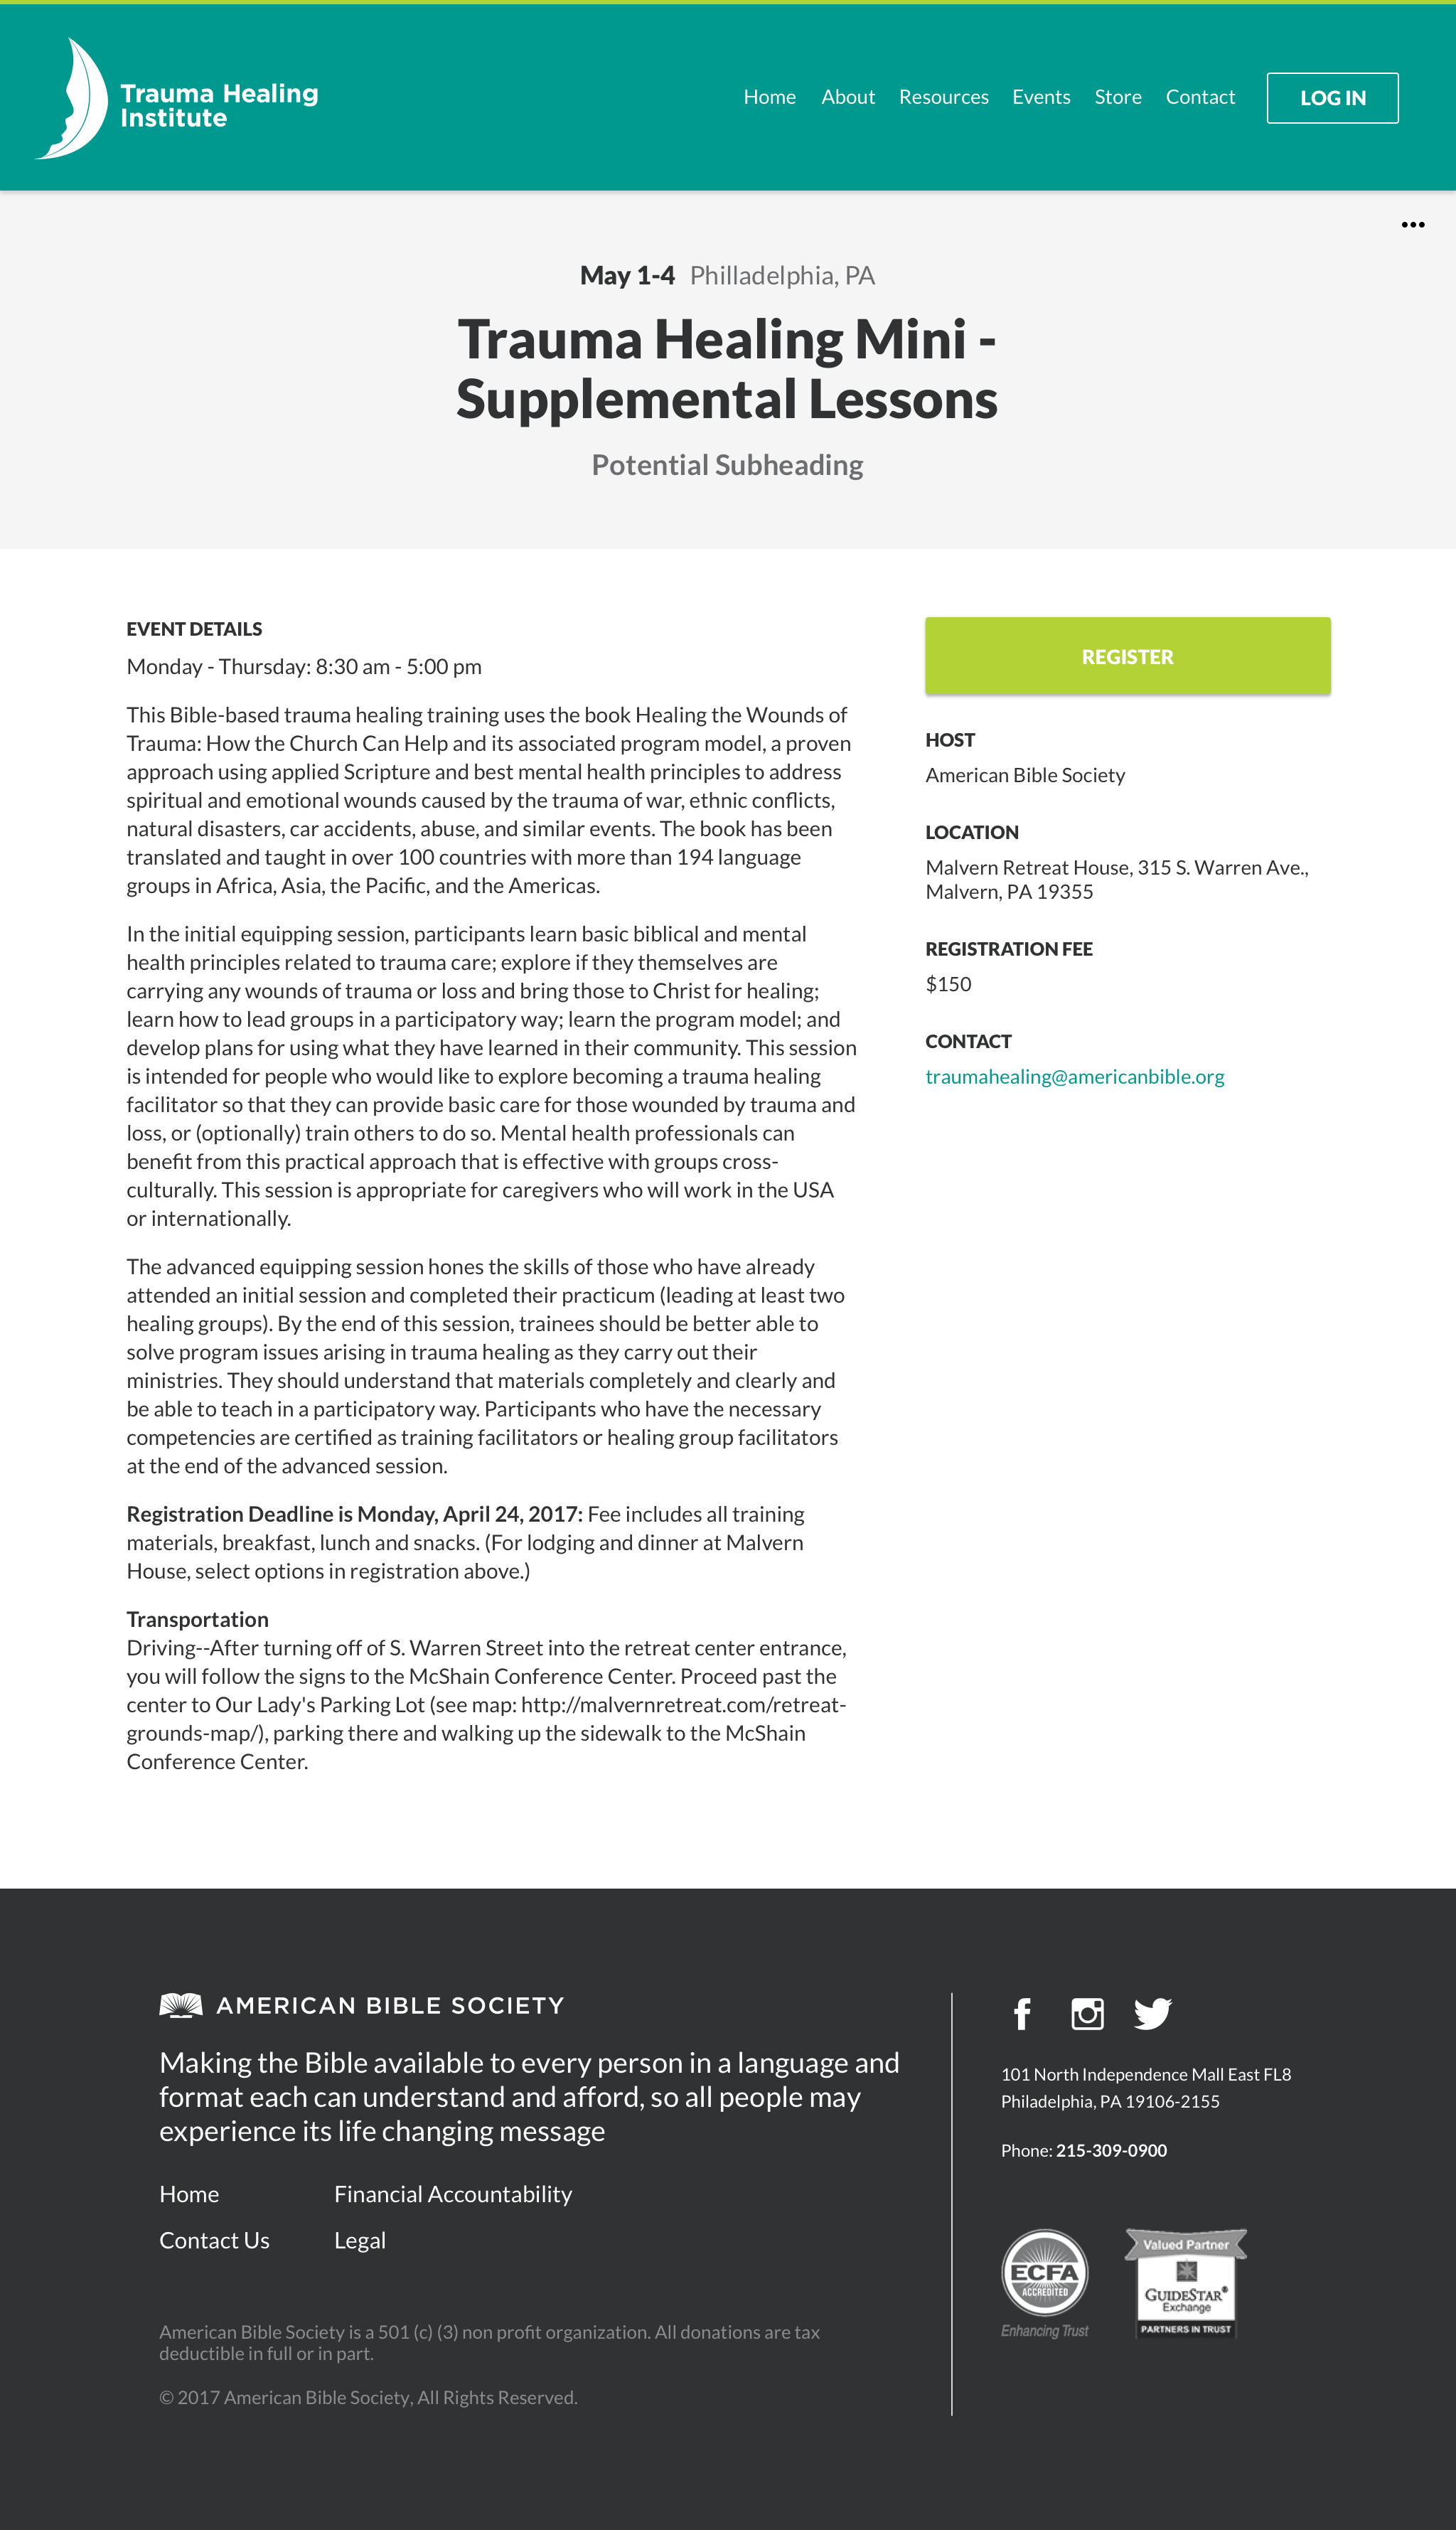 Trauma Healing
Institute
Home About Resources Events Store Contact LOG IN
May 1-4 Philladelphia, PA
Trauma Healing Mini -
Supplemental Lessons
Potential Subheading
EVENT DETAILS
Monday - Thursday: 8:30 am - 5:00 pm
This Bible-based trauma healing training uses the book Healing the Wounds of
Trauma: How the Church Can Help and its associated program model, a proven
approach using applied Scripture and best mental health principles to address
spiritual and emotional wounds caused by the trauma of war, ethnic conflicts,
natural disasters, car accidents, abuse, and similar events. The book has been
translated and taught in over 100 countries with more than 194 language
groups in Africa, Asia, the Pacific, and the Americas.
In the initial equipping session, participants learn basic biblical and mental
health principles related to trauma care; explore if they themselves are
carrying any wounds of trauma or loss and bring those to Christ for healing;
learn how to lead groups in a participatory way; learn the program model; and
develop plans for using what they have learned in their community. This session
is intended for people who would like to explore becoming a trauma healing
facilitator so that they can provide basic care for those wounded by trauma and
loss, or (optionally) train others to do so. Mental health professionals can
benefit from this practical approach that is effective with groups cross-
culturally. This session is appropriate for caregivers who will work in the USA
or internationally.
The advanced equipping session hones the skills of those who have already
attended an initial session and completed their practicum (leading at least two
healing groups). By the end of this session, trainees should be better able to
solve program issues arising in trauma healing as they carry out their
ministries. They should understand that materials completely and clearly and
be able to teach in a participatory way. Participants who have the necessary
competencies are certified as training facilitators or healing group facilitators
at the end of the advanced session.
Registration Deadline is Monday, April 24, 2017: Fee includes all training
materials, breakfast, lunch and snacks. (For lodging and dinner at Malvern
House, select options in registration above.)
Transportation
Driving--After turning off of S. Warren Street into the retreat center entrance,
you will follow the signs to the McShain Conference Center. Proceed past the
center to Our Lady's Parking Lot (see map: http://malvernretreat.com/retreat-
grounds-map/), parking there and walking up the sidewalk to the McShain
Conference Center.
REGISTER
HOST
American Bible Society
LOCATION
Malvern Retreat House, 315 S. Warren Ave.,
Malvern, PA 19355
REGISTRATION FEE
$150
CONTACT
traumahealing@americanbible.org
AMERICAN BIBLE SOCIETY
Making the Bible available to every person in a language and
format each can understand and afford, so all people may
experience its life changing message
Home Financial Accountability
Contact Us Legal
American Bible Society is a 501 (c) (3) non profit organization. All donations are tax
deductible in full or in part.
© 2017 American Bible Society, All Rights Reserved.
101 North Independence Mall East FL8
Philadelphia, PA 19106-2155
Phone: 215-309-0900
ECFA
ACCREDITED
Enhancing Trust
Valued Partner
GUIDESTAR®
Exchange
PARTNERS IN TRUST